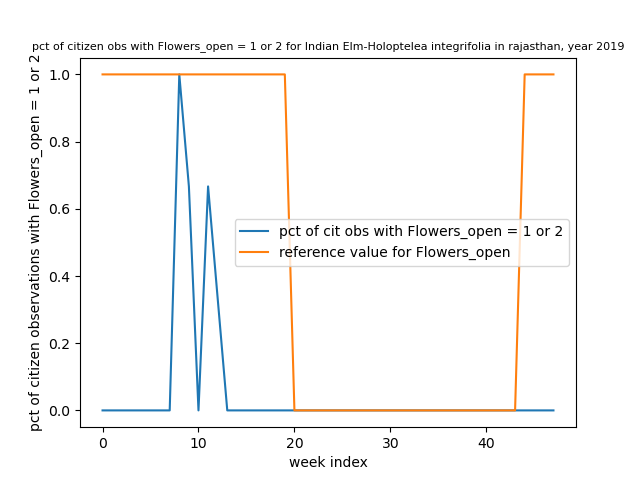 pct of citizen obs with Flowers_open = 1 or 2 for Indian Elm-Holoptelea integrifolia in rajasthan, year 2019
pct of citizen observations with Flowers_open = 1 or 2
1.0
0.8
0.6
0.4
0.2
0.0
pct of cit obs with Flowers_open = 1 or 2
reference value for Flowers_open
0 10 20 30 40
week index